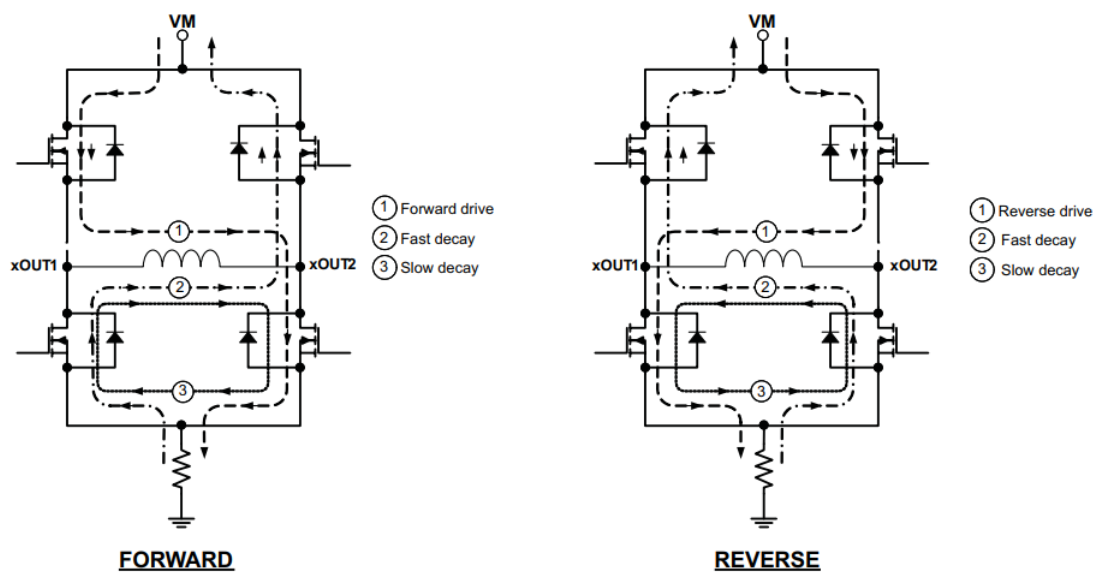 VM
VM
1 Forward drive
2 Fast decay
3 Slow decay
1 Reverse drive
2 Fast decay
3 Slow decay
1
1
xOUT1
xOUT2
xOUT1
xOUT2
2
2
3
3
FORWARD
REVERSE